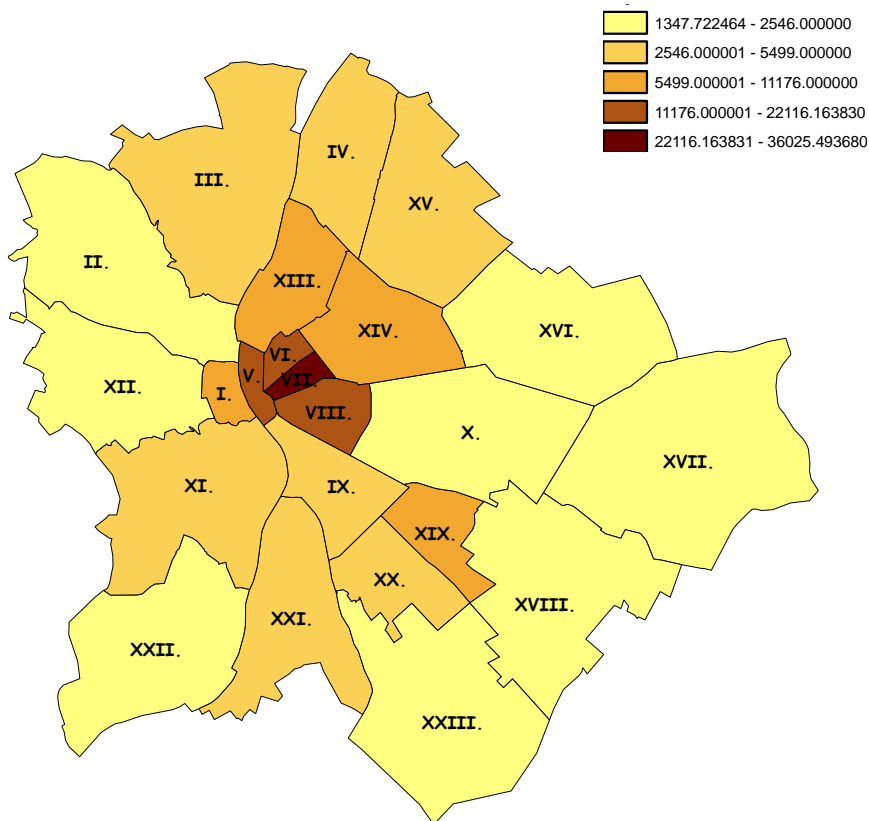 1347.722464 - 2546.000000
2546.000001 - 5499.000000
5499.000001 - 11176.000000
11176.000001 - 22116.163830
22116.163831 - 36025.493680
IV.
III.
XV.
II.
XIII.
XIV.
XVI.
VI.
V.
VII.
XII.
I.
VIII.
X.
XVII.
XI.
IX.
XIX.
XX.
XVIII.
XXI.
XXII.
XXIII.